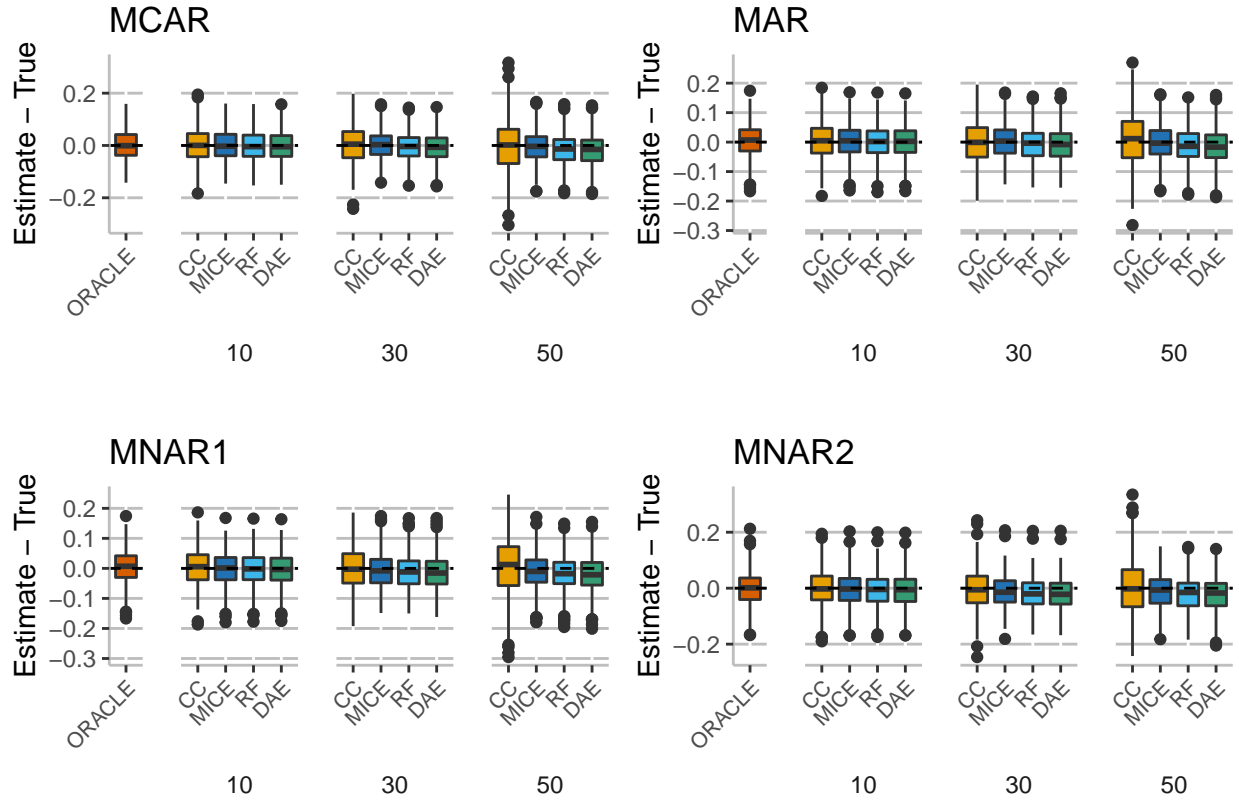 MCAR
Estimate – True
0.2
0.0
−0.2
ORACLE
CC
MICE
RF
DAE
CC
MICE
RF
DAE
CC
MICE
RF
DAE
10
30
50
MAR
Estimate – True
0.2
0.1
0.0
−0.1
−0.2
−0.3
ORACLE
CC
MICE
RF
DAE
CC
MICE
RF
DAE
CC
MICE
RF
DAE
10
30
50
MNAR1
Estimate – True
0.2
0.1
0.0
−0.1
−0.2
−0.3
ORACLE
CC
MICE
RF
DAE
CC
MICE
RF
DAE
CC
MICE
RF
DAE
10
30
50
MNAR2
Estimate – True
0.2
0.0
−0.2
ORACLE
CC
MICE
RF
DAE
CC
MICE
RF
DAE
CC
MICE
RF
DAE
10
30
50